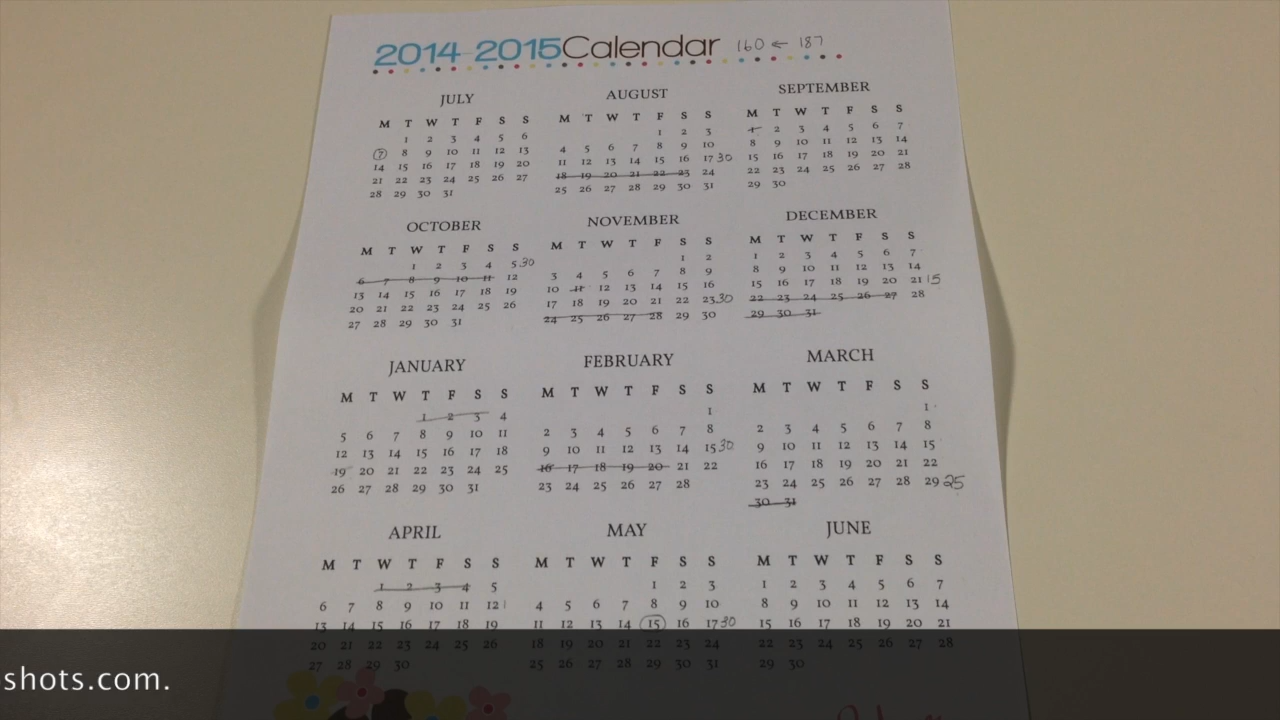 2014-2015Calendar 160 ← 187
JULY
M T W T F S S
1 2 3 4 5 6
7 8 9 10 11 12 13
14 15 16 17 18 19 20
21 22 23 24 25 26 27
28 29 30 31
AUGUST
M T W T F S S
1 2 3
4 5 6 7 8 9 10
11 12 13 14 15 16 17 30
18 19 20 21 22 23 24
25 26 27 28 29 30 31
SEPTEMBER
M T W T F S S
1 2 3 4 5 6 7
8 9 10 11 12 13 14
15 16 17 18 19 20 21
22 23 24 25 26 27 28
29 30
OCTOBER
M T W T F S S
1 2 3 4 5 30
6 7 8 9 10 11 12
13 14 15 16 17 18 19
20 21 22 23 24 25 26
27 28 29 30 31
NOVEMBER
M T W T F S S
1 2
3 4 5 6 7 8 9
10 11 12 13 14 15 16
17 18 19 20 21 22 23 30
24 25 26 27 28 29 30
DECEMBER
M T W T F S S
1 2 3 4 5 6 7
8 9 10 11 12 13 14
15 16 17 18 19 20 21 15
22 23 24 25 26 27 28
29 30 31
JANUARY
M T W T F S S
1 2 3 4
5 6 7 8 9 10 11
12 13 14 15 16 17 18
19 20 21 22 23 24 25
26 27 28 29 30 31
FEBRUARY
M T W T F S S
1
2 3 4 5 6 7 8
9 10 11 12 13 14 15 30
16 17 18 19 20 21 22
23 24 25 26 27 28
MARCH
M T W T F S S
1
2 3 4 5 6 7 8
9 10 11 12 13 14 15
16 17 18 19 20 21 22
23 24 25 26 27 28 29 25
30 31
APRIL
M T W T F S S
1 2 3 4 5
6 7 8 9 10 11 12
13 14 15 16 17 18 19
20 21 22 23 24 25 26
27 28 29 30
MAY
M T W T F S S
1 2 3
4 5 6 7 8 9 10
11 12 13 14 15 16 17 30
18 19 20 21 22 23 24
25 26 27 28 29 30 31
JUNE
M T W T F S S
1 2 3 4 5 6 7
8 9 10 11 12 13 14
15 16 17 18 19 20 21
22 23 24 25 26 27 28
29 30
shots.com.